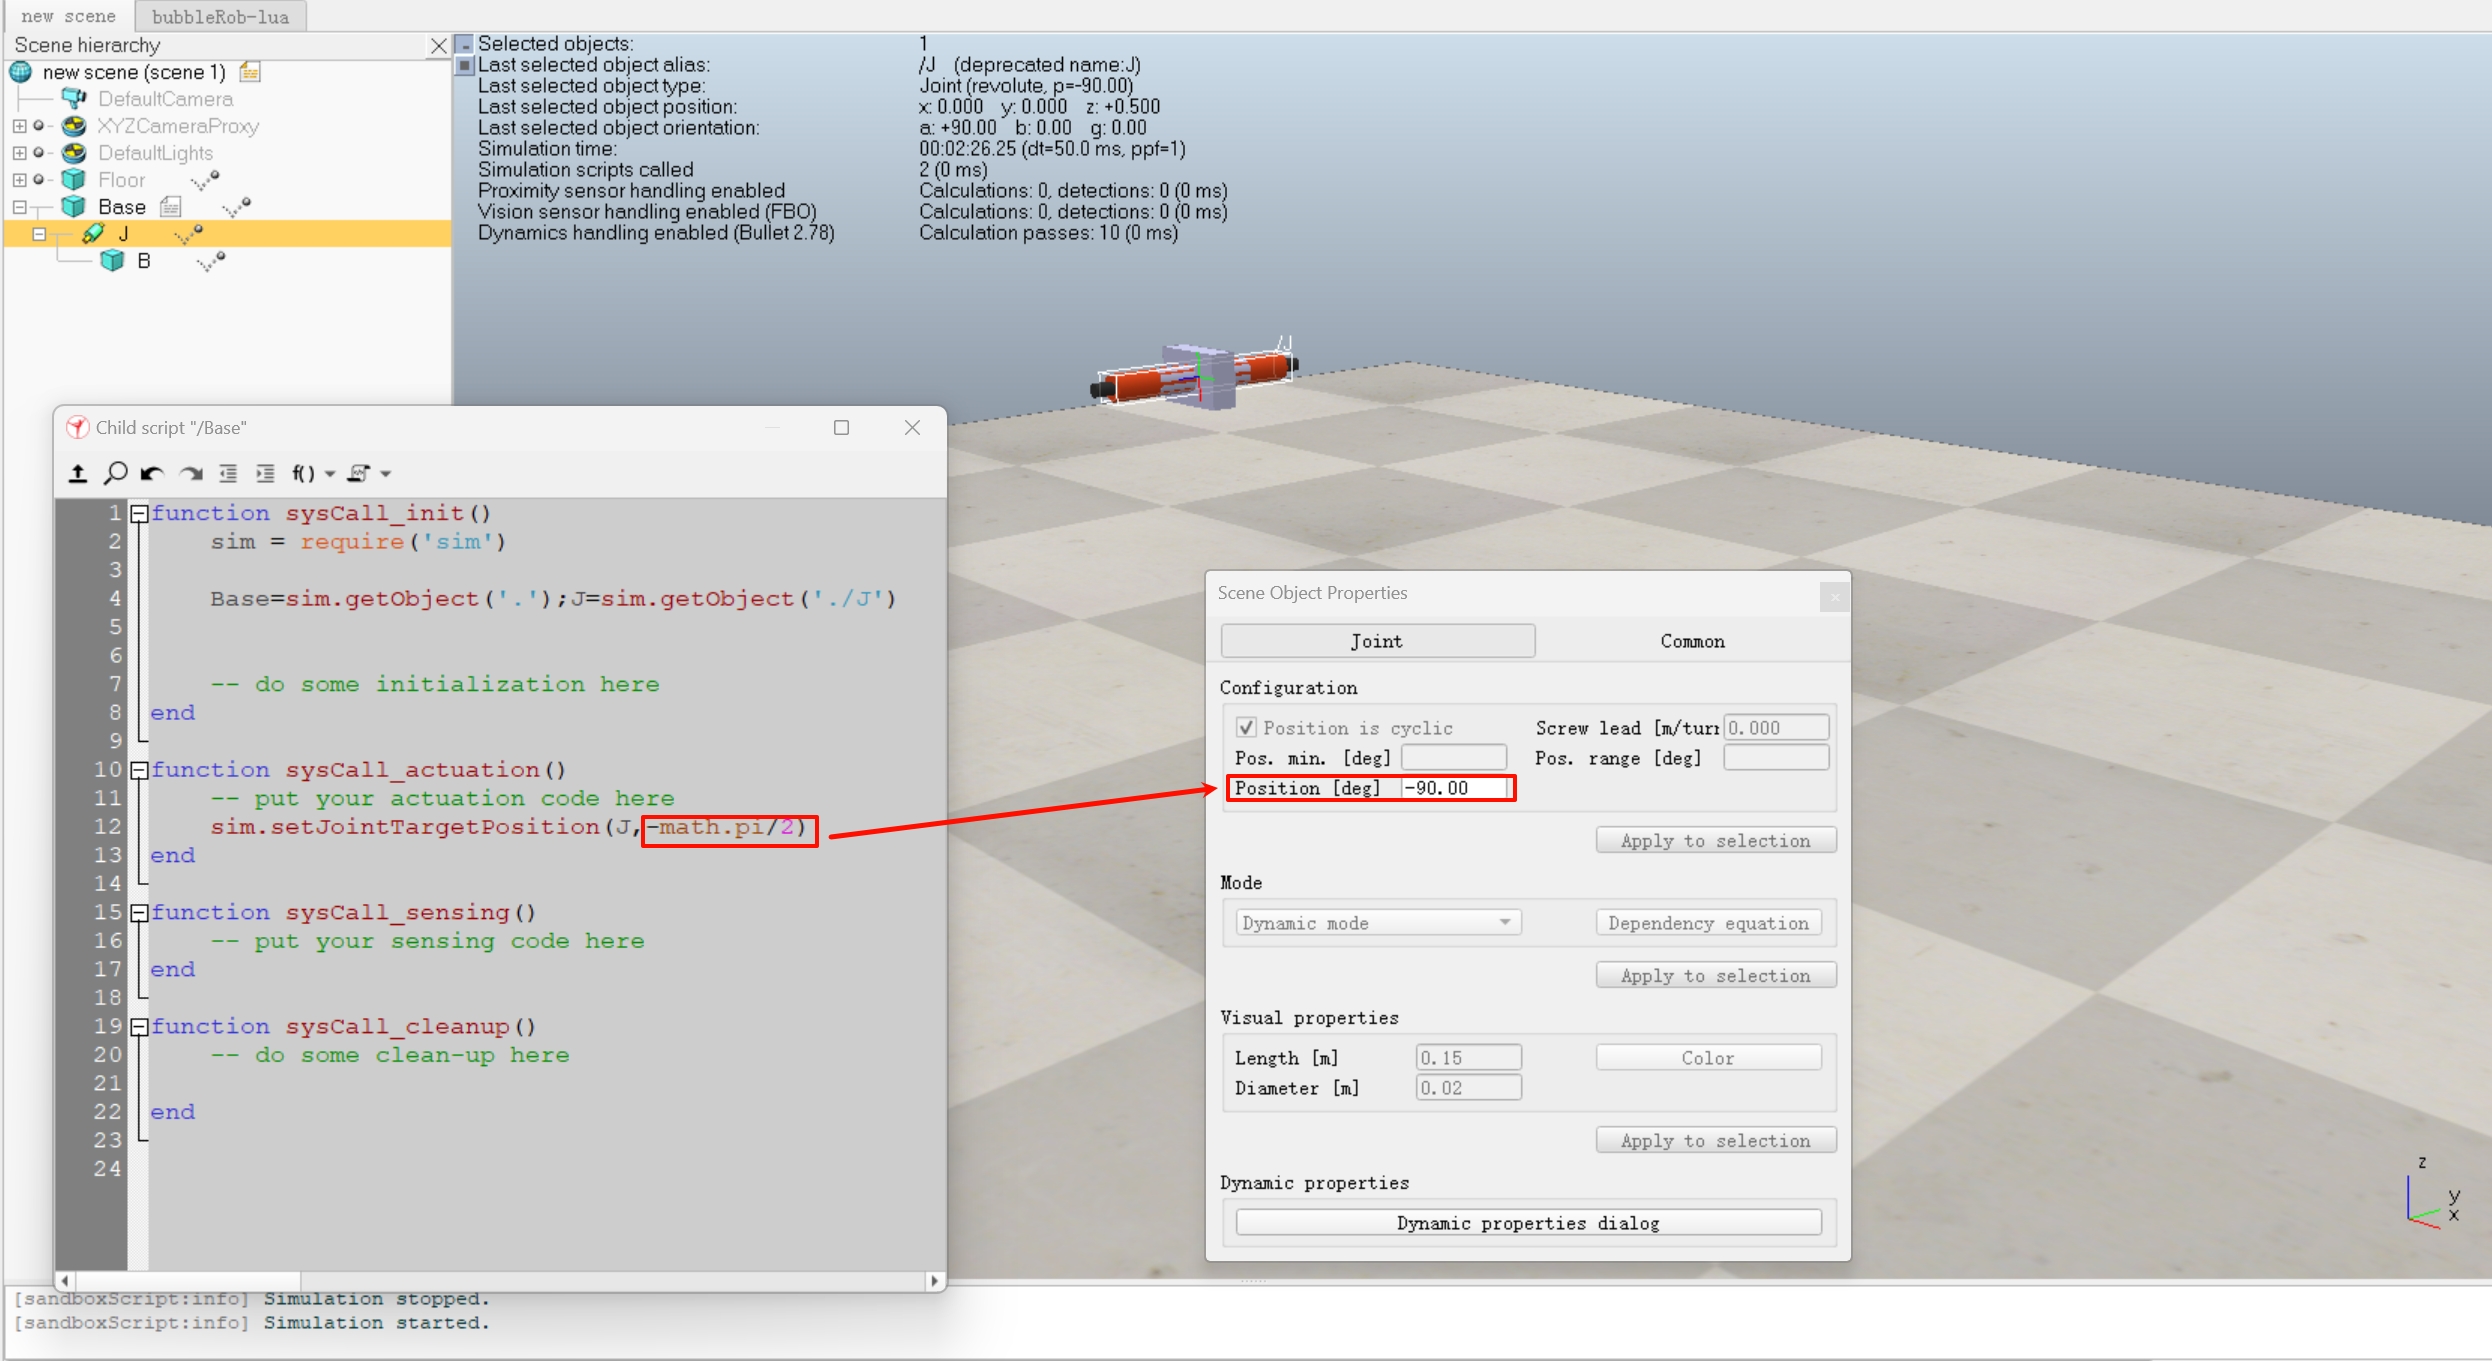 new scene bubbleRob-lua
Scene hierarchy
new scene (scene 1)
DefaultCamera
XYZCameraProxy
DefaultLights
Floor
Base
J
B
Selected objects: 1
Last selected object alias: /J (deprecated name:J)
Last selected object type: Joint (revolute, p=-90.00)
Last selected object position: x: 0.000 y: 0.000 z: +0.500
Last selected object orientation: a: +90.00 b: 0.00 g: 0.00
Simulation time: 00:02:26.25 (dt=50.0 ms, ppf=1)
Simulation scripts called 2 (0 ms)
Proximity sensor handling enabled Calculations: 0, detections: 0 (0 ms)
Vision sensor handling enabled (FBO) Calculations: 0, detections: 0 (0 ms)
Dynamics handling enabled (Bullet 2.78) Calculation passes: 10 (0 ms)
/J
Child script "/Base"
f()
1 function sysCall_init()
2 sim = require('sim')
3
4 Base=sim.getObject('.');J=sim.getObject('./J')
5
6
7 -- do some initialization here
8 end
9
10 function sysCall_actuation()
11 -- put your actuation code here
12 sim.setJointTargetPosition(J,-math.pi/2)
13 end
14
15 function sysCall_sensing()
16 -- put your sensing code here
17 end
18
19 function sysCall_cleanup()
20 -- do some clean-up here
21
22 end
23
24
Scene Object Properties
Joint Common
Configuration
Position is cyclic Screw lead [m/turn 0.000
Pos. min. [deg] Pos. range [deg]
Position [deg] -90.00
Apply to selection
Mode
Dynamic mode Dependency equation
Apply to selection
Visual properties
Length [m] 0.15 Color
Diameter [m] 0.02
Apply to selection
Dynamic properties
Dynamic properties dialog
z
y
x
[sandboxScript:info] Simulation stopped.
[sandboxScript:info] Simulation started.